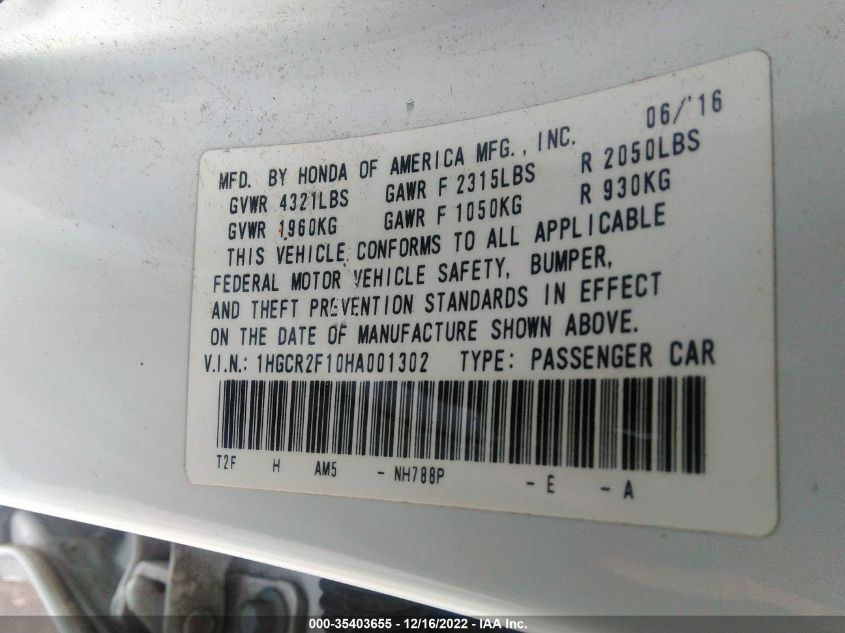 06/'16
MFD. BY HONDA OF AMERICA MFG., INC.
GVWR 4321LBS GAWR F 2315LBS R 2050LBS
GVWR 1960KG GAWR F 1050KG R 930KG
THIS VEHICLE CONFORMS TO ALL APPLICABLE
FEDERAL MOTOR VEHICLE SAFETY, BUMPER,
AND THEFT PREVENTION STANDARDS IN EFFECT
ON THE DATE OF MANUFACTURE SHOWN ABOVE.
V.I.N.: 1HGCR2F10HA001302 TYPE: PASSENGER CAR
T2F H AM5 - NH788P - E - A
000-35403655 - 12/16/2022 - IAA Inc.